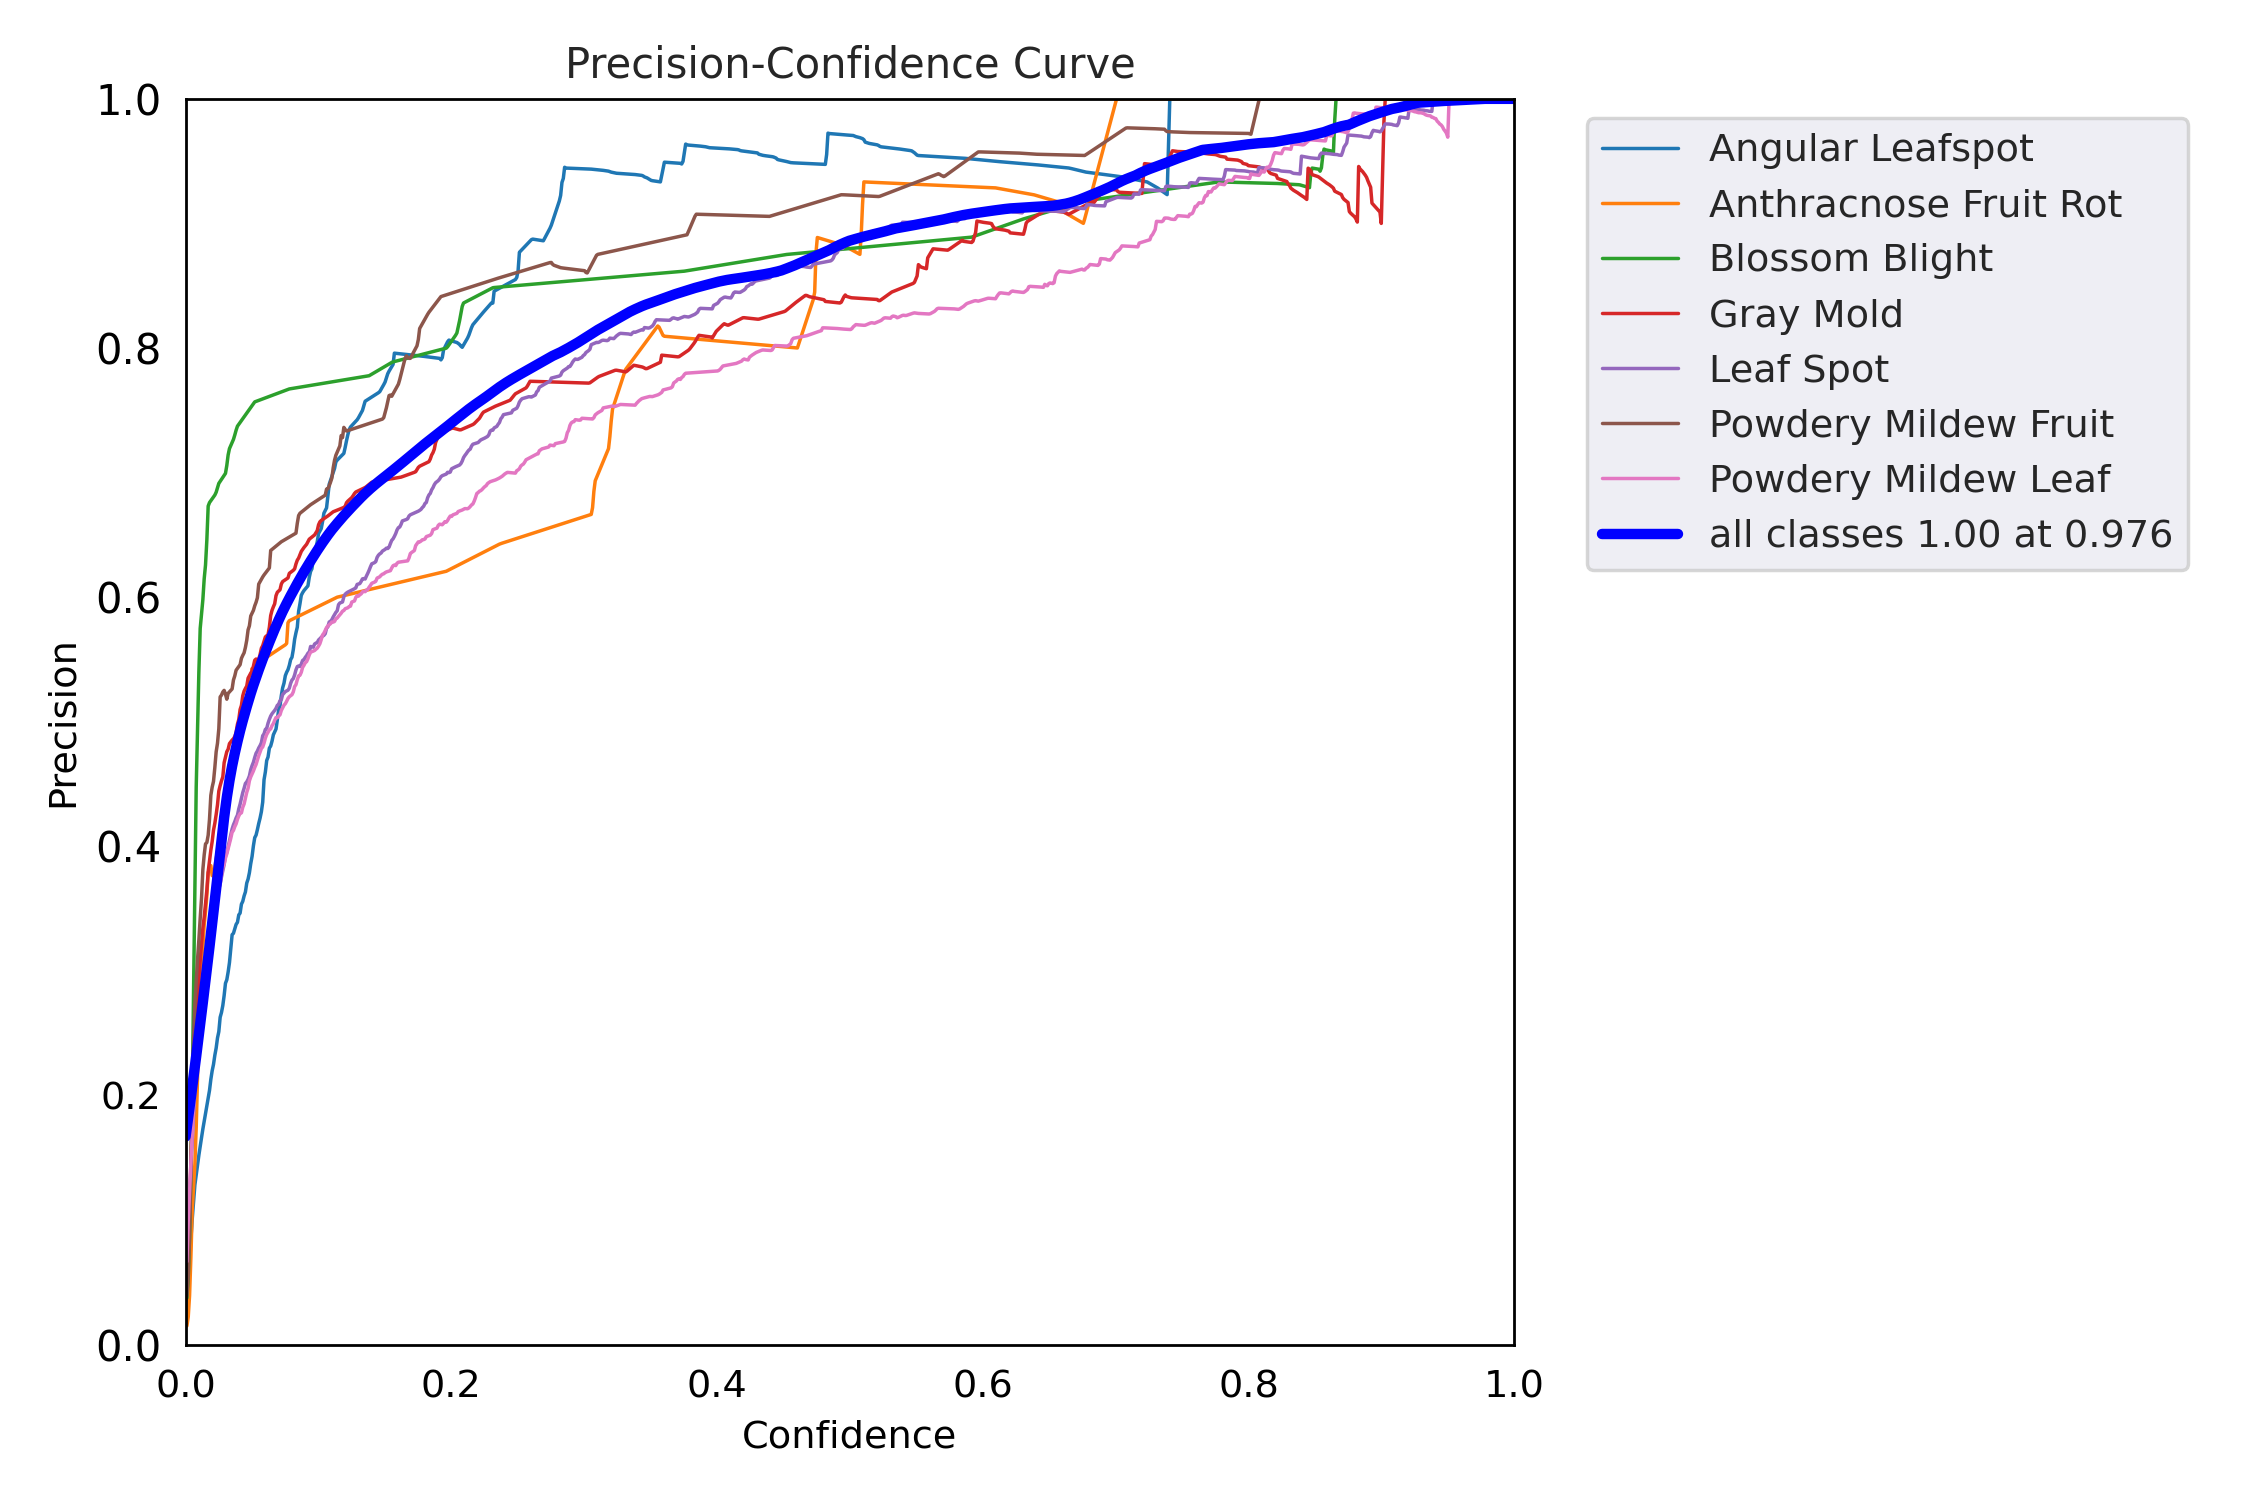 Precision-Confidence Curve
1.0
0.8
0.6
0.4
0.2
0.0
Precision
0.0 0.2 0.4 0.6 0.8 1.0
Confidence
Angular Leafspot
Anthracnose Fruit Rot
Blossom Blight
Gray Mold
Leaf Spot
Powdery Mildew Fruit
Powdery Mildew Leaf
all classes 1.00 at 0.976